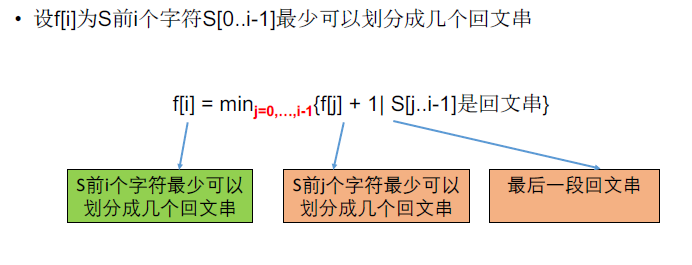 • 设f[i]为S前i个字符S[0..i-1]最少可以划分成几个回文串
f[i] = minj=0,…,i-1{f[j] + 1| S[j..i-1]是回文串}
S前i个字符最少可以
划分成几个回文串
S前j个字符最少可以
划分成几个回文串
最后一段回文串